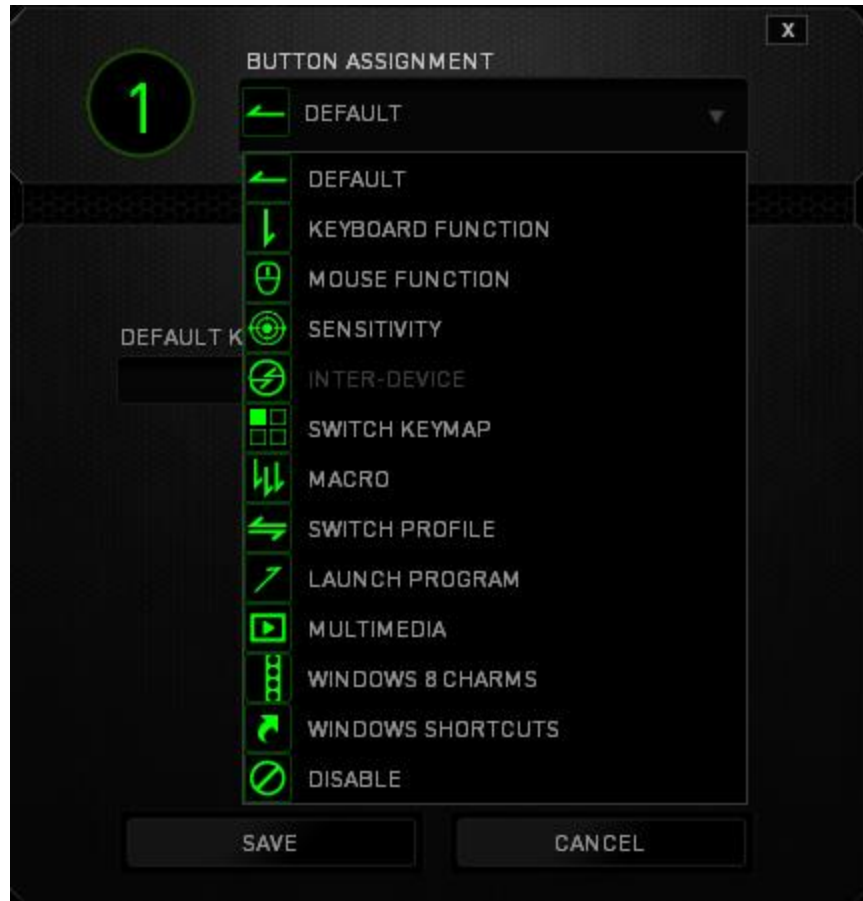 X
BUTTON ASSIGNMENT
1
DEFAULT
DEFAULT
KEYBOARD FUNCTION
MOUSE FUNCTION
SENSITIVITY
DEFAULT K
INTER-DEVICE
SWITCH KEYMAP
MACRO
SWITCH PROFILE
LAUNCH PROGRAM
MULTIMEDIA
WINDOWS 8 CHARMS
WINDOWS SHORTCUTS
DISABLE
SAVE
CANCEL